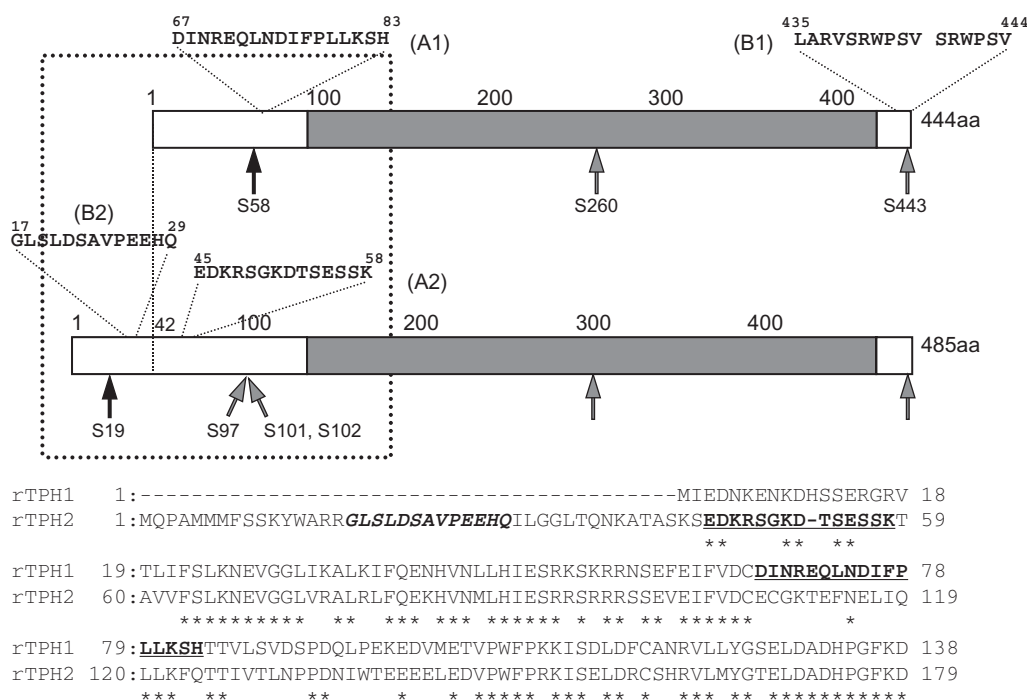 67 83
DINREQLNDIFPLLKSH (A1)
435 444
(B1) LARVSRWPSV SRWPSV
1 100 200 300 400
444aa
S58 S260 S443
(B2)
17 29
GLSLDSAVPEEHQ
45 58
EDKRSGKDTSESSK
(A2)
1 42 100 200 300 400
485aa
S19 S97 S101, S102
rTPH1 1:---------------------------------MIEDNKENKDHSSERGRV 18
rTPH2 1:MQPAMMMFSSKYWARRGLSLDSAVPEEHQILGGLTQNKATASKSEDKRSGKD-TSESSKT 59
** ** **
rTPH1 19:TLIFSLKNEVGGLIKALKIFQENHVNLLHIESRKSKRRNSEFEIFVDCDINREQLNDIFP 78
rTPH2 60:AVVFSLKNEVGGLVRALRLFQEKHVNMLHIESRRSRRRSSEVEIFVDCECGKTEFNELIQ 119
********** ** *** *** ****** * ** ** ****** *
rTPH1 79:LLKSHTTVLSVDSPDQLPEKEDVMETVPWFPKKISDLDFCANRVLLYGSELDADHPGFKD 138
rTPH2 120:LLKFQTTIVTLNPPDNIWTEEEELEDVPWFPRKISELDRCSHRVLMYGTELDADHPGFKD 179
*** ** ** * * ***** *** ** * *** ** ***********